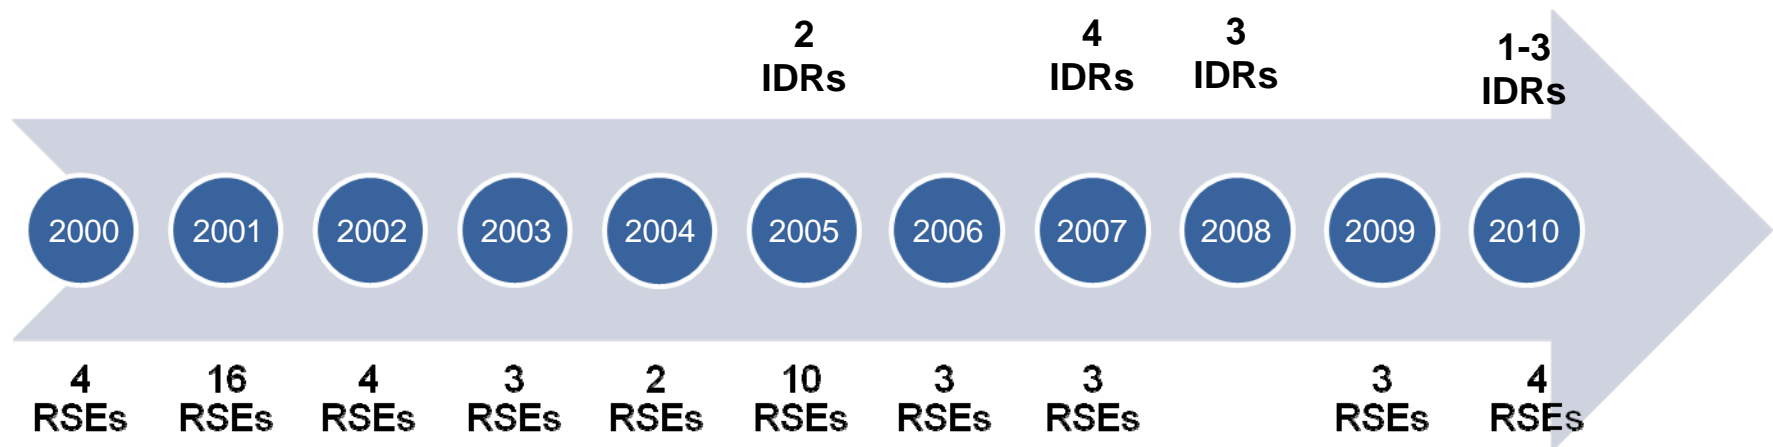 2
IDRs
4
IDRs
3
IDRs
1-3
IDRs
2000
2001
2002
2003
2004
2005
2006
2007
2008
2009
2010
4
RSEs
16
RSEs
4
RSEs
3
RSEs
2
RSEs
10
RSEs
3
RSEs
3
RSEs
3
RSEs
4
RSEs